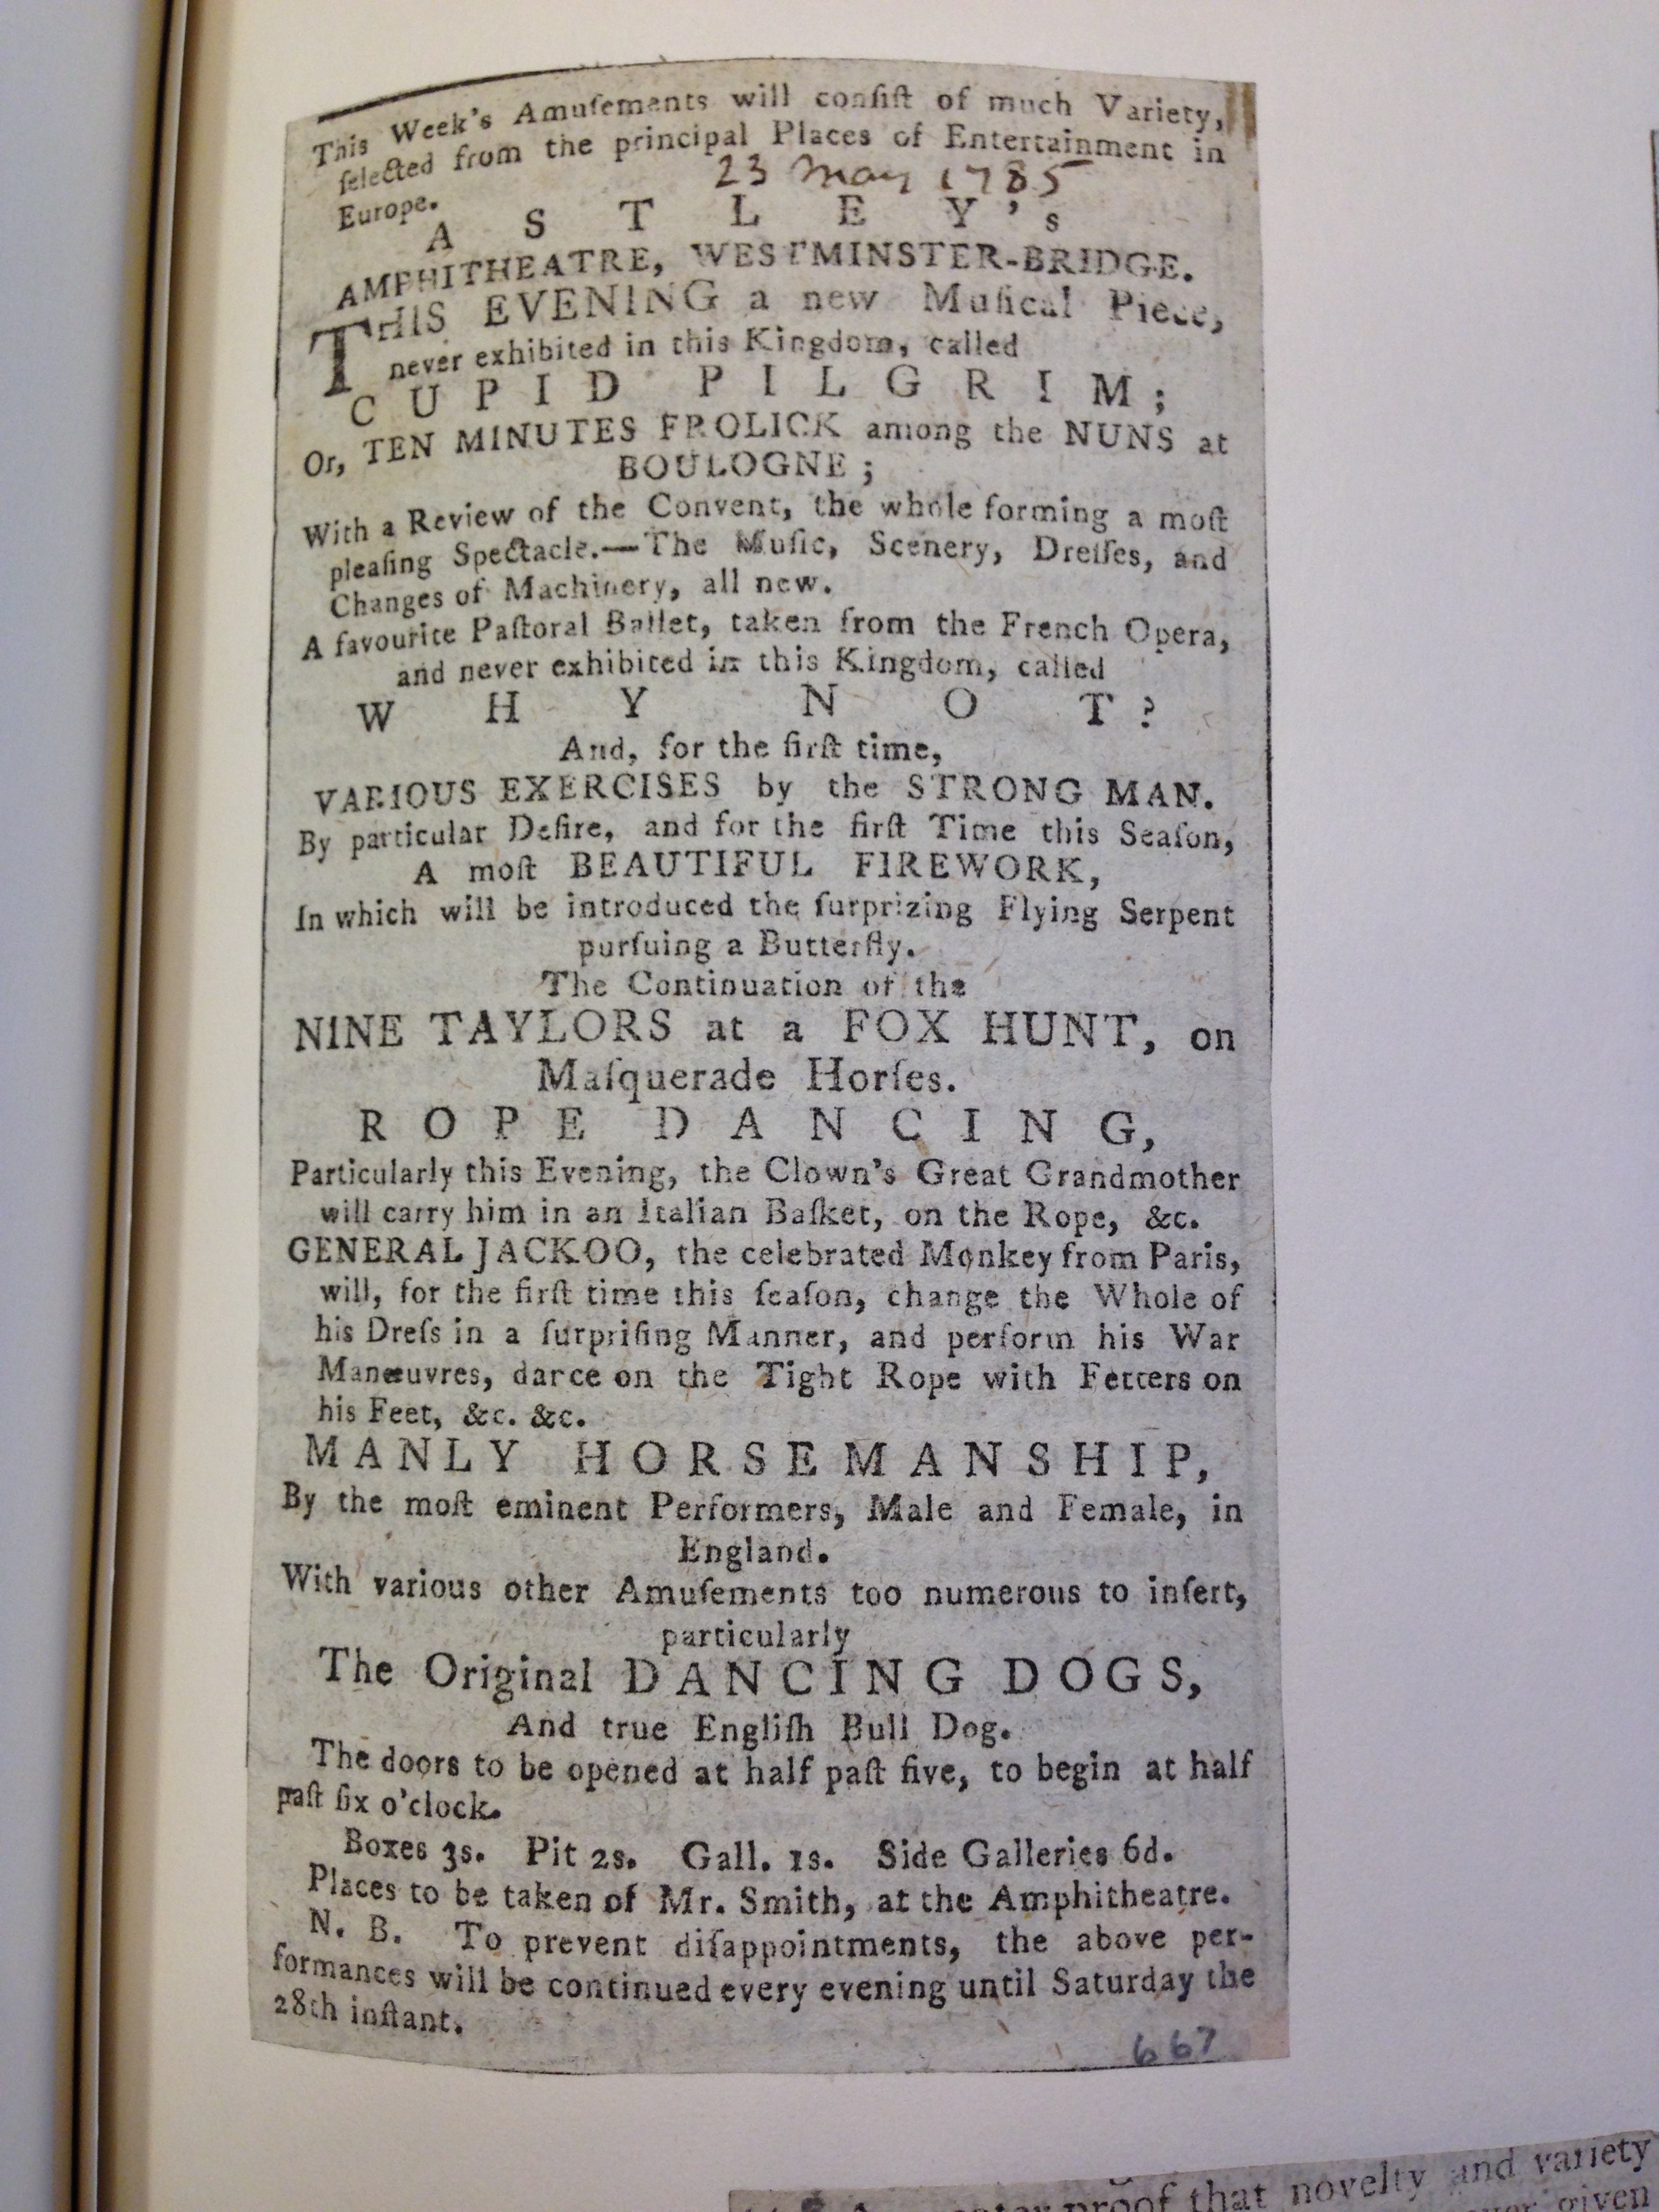 This Week's Amuſements will conſiſt of much Variety,
ſelected from the principal Places of Entertainment in
Europe.
23 May 1785
ASTLEY's
AMPHITHEATRE, WESTMINSTER-BRIDGE.
THIS EVENING a new Muſical Piece,
never exhibited in this Kingdom, called
CUPID PILGRIM;
Or, TEN MINUTES FROLICK among the NUNS at
BOULOGNE;
With a Review of the Convent, the whole forming a moſt
pleaſing Spectacle.—The Muſic, Scenery, Dreſſes, and
Changes of Machinery, all new.
A favourite Paſtoral Ballet, taken from the French Opera,
and never exhibited in this Kingdom, called
WHY NOT?
And, for the firſt time,
VARIOUS EXERCISES by the STRONG MAN.
By particular Deſire, and for the firſt Time this Seaſon,
A moſt BEAUTIFUL FIREWORK,
In which will be introduced the ſurprizing Flying Serpent
purſuing a Butterfly.
The Continuation of the
NINE TAYLORS at a FOX HUNT, on
Maſquerade Horſes.
ROPE DANCING,
Particularly this Evening, the Clown's Great Grandmother
will carry him in an Italian Baſket, on the Rope, &c.
GENERAL JACKOO, the celebrated Monkey from Paris,
will, for the firſt time this ſeaſon, change the Whole of
his Dreſs in a ſurpriſing Manner, and perform his War
Manœuvres, dance on the Tight Rope with Fetters on
his Feet, &c. &c.
MANLY HORSEMANSHIP,
By the moſt eminent Performers, Male and Female, in
England.
With various other Amuſements too numerous to inſert,
particularly
The Original DANCING DOGS,
And true Engliſh Bull Dog.
The doors to be opened at half paſt five, to begin at half
paſt ſix o'clock.
Boxes 3s. Pit 2s. Gall. 1s. Side Galleries 6d.
Places to be taken of Mr. Smith, at the Amphitheatre.
N. B. To prevent diſappointments, the above per-
formances will be continued every evening until Saturday the
28th inſtant.
667
proof that novelty and variety
given